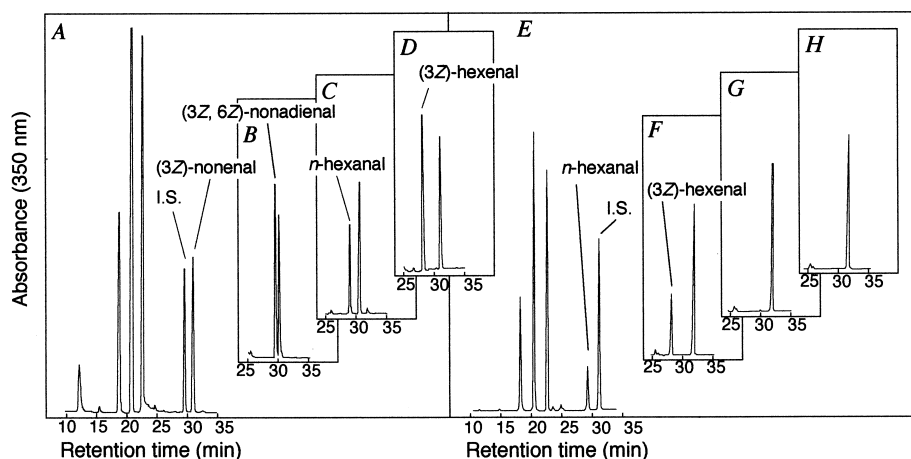 A
E
B
C
D
F
G
H
(3Z, 6Z)-nonadienal
(3Z)-nonenal
I.S.
n-hexanal
(3Z)-hexenal
n-hexanal
(3Z)-hexenal
I.S.
Absorbance (350 nm)
25 30 35
25 30 35
25 30 35
25 30 35
25 30 35
25 30 35
10 15 20 25 30 35
10 15 20 25 30 35
Retention time (min)
Retention time (min)